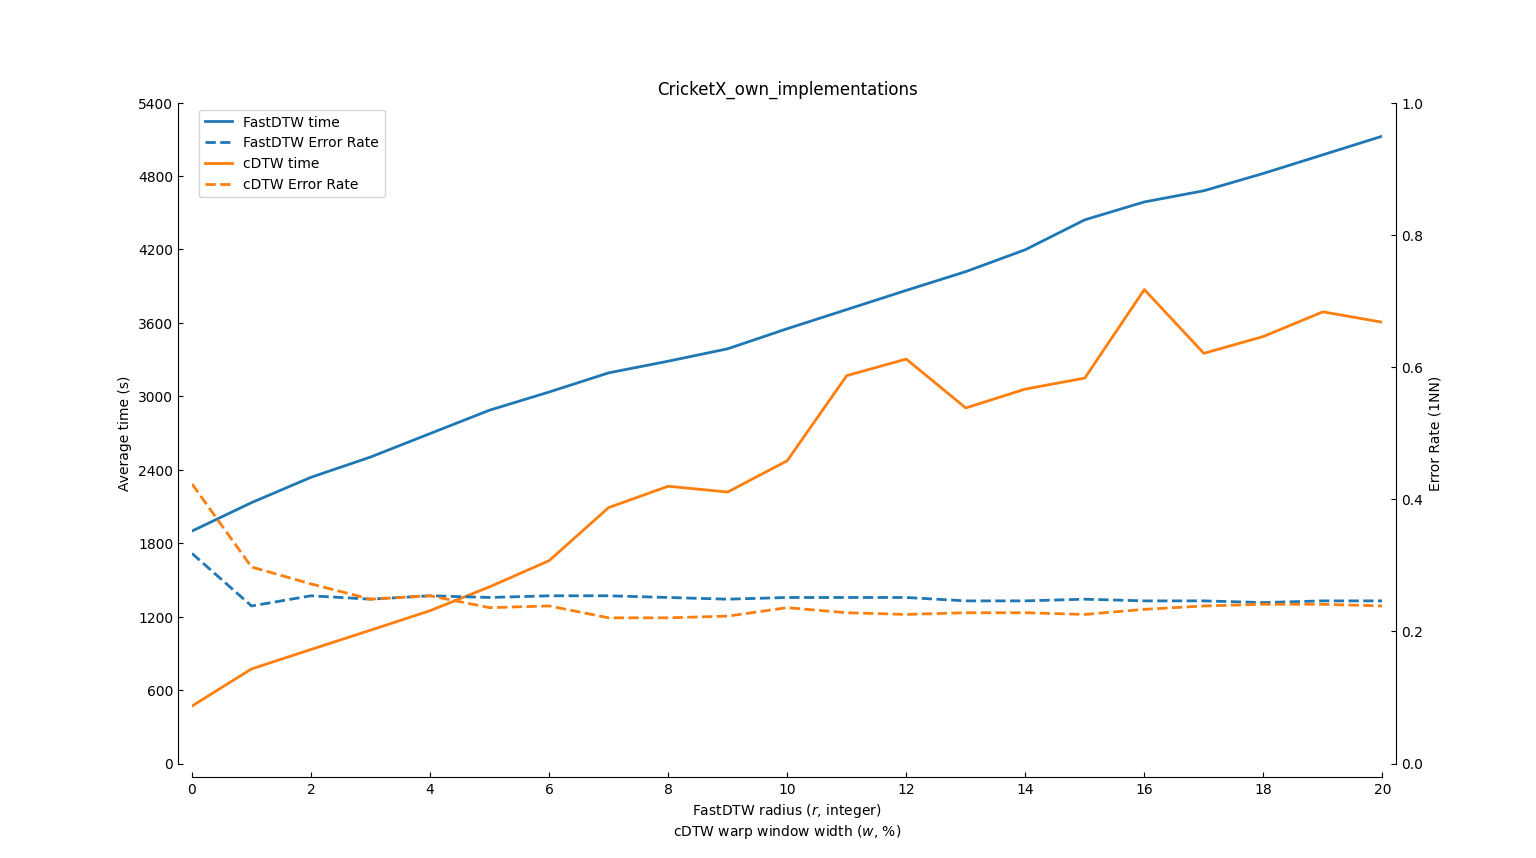 CricketX_own_implementations
FastDTW time
FastDTW Error Rate
cDTW time
cDTW Error Rate
5400
4800
4200
3600
3000
2400
1800
1200
600
0
Average time (s)
1.0
0.8
0.6
0.4
0.2
0.0
Error Rate (1NN)
0 2 4 6 8 10 12 14 16 18 20
FastDTW radius (r, integer)
cDTW warp window width (w, %)